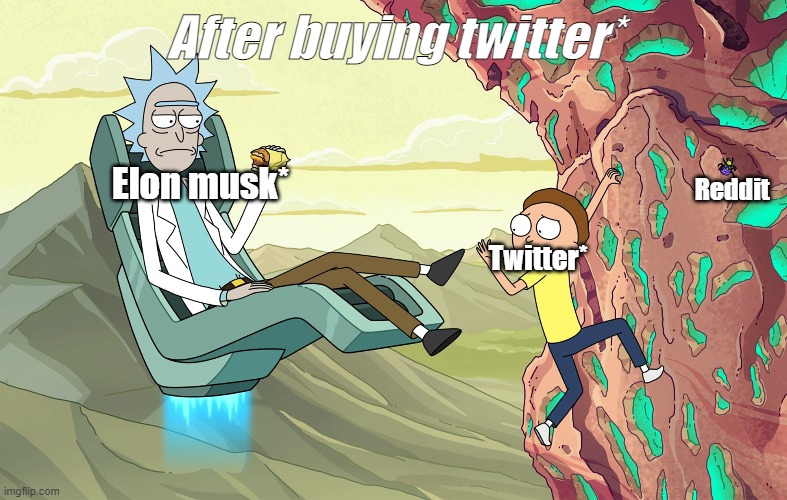 After buying twitter*
Elon musk*
Reddit
Twitter*
imgflip.com